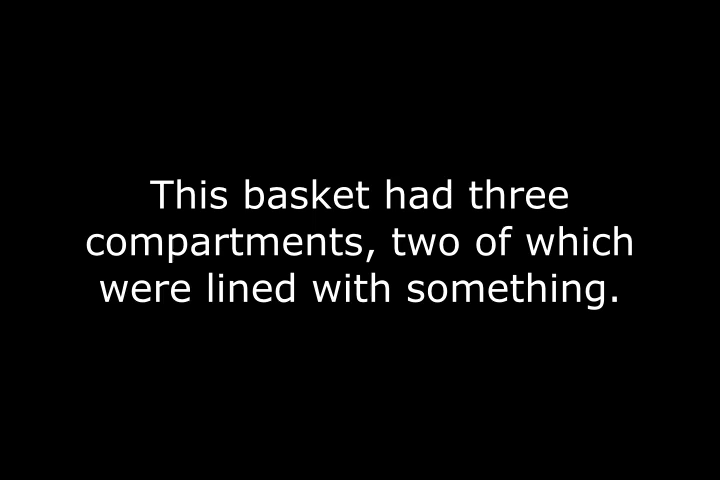 This basket had three
compartments, two of which
were lined with something.